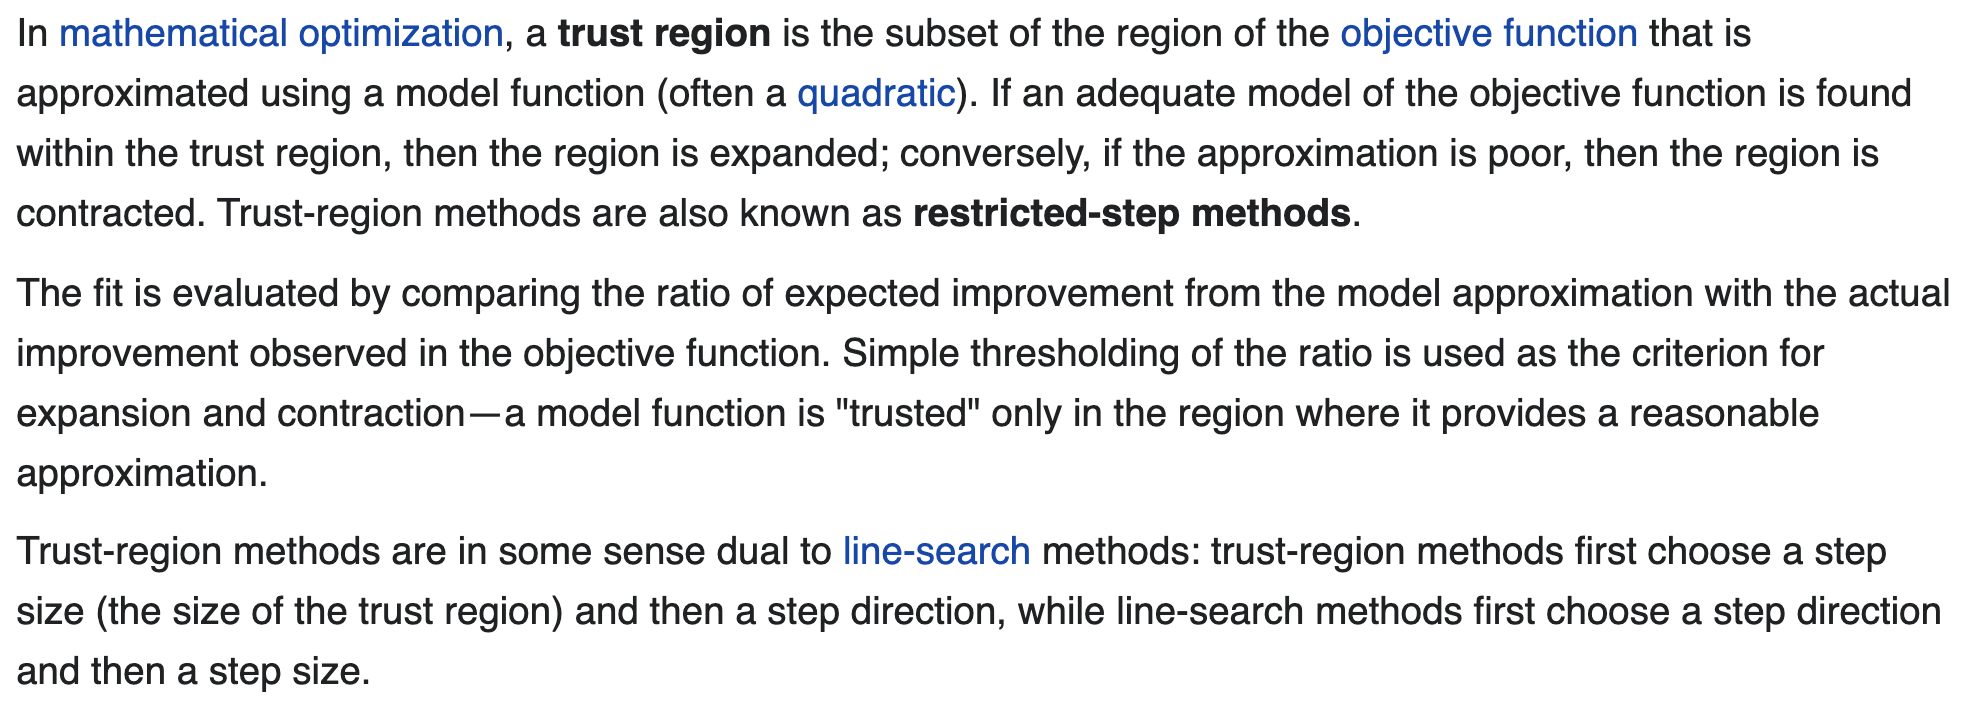 In mathematical optimization, a trust region is the subset of the region of the objective function that is
approximated using a model function (often a quadratic). If an adequate model of the objective function is found
within the trust region, then the region is expanded; conversely, if the approximation is poor, then the region is
contracted. Trust-region methods are also known as restricted-step methods.
The fit is evaluated by comparing the ratio of expected improvement from the model approximation with the actual
improvement observed in the objective function. Simple thresholding of the ratio is used as the criterion for
expansion and contraction—a model function is "trusted" only in the region where it provides a reasonable
approximation.
Trust-region methods are in some sense dual to line-search methods: trust-region methods first choose a step
size (the size of the trust region) and then a step direction, while line-search methods first choose a step direction
and then a step size.